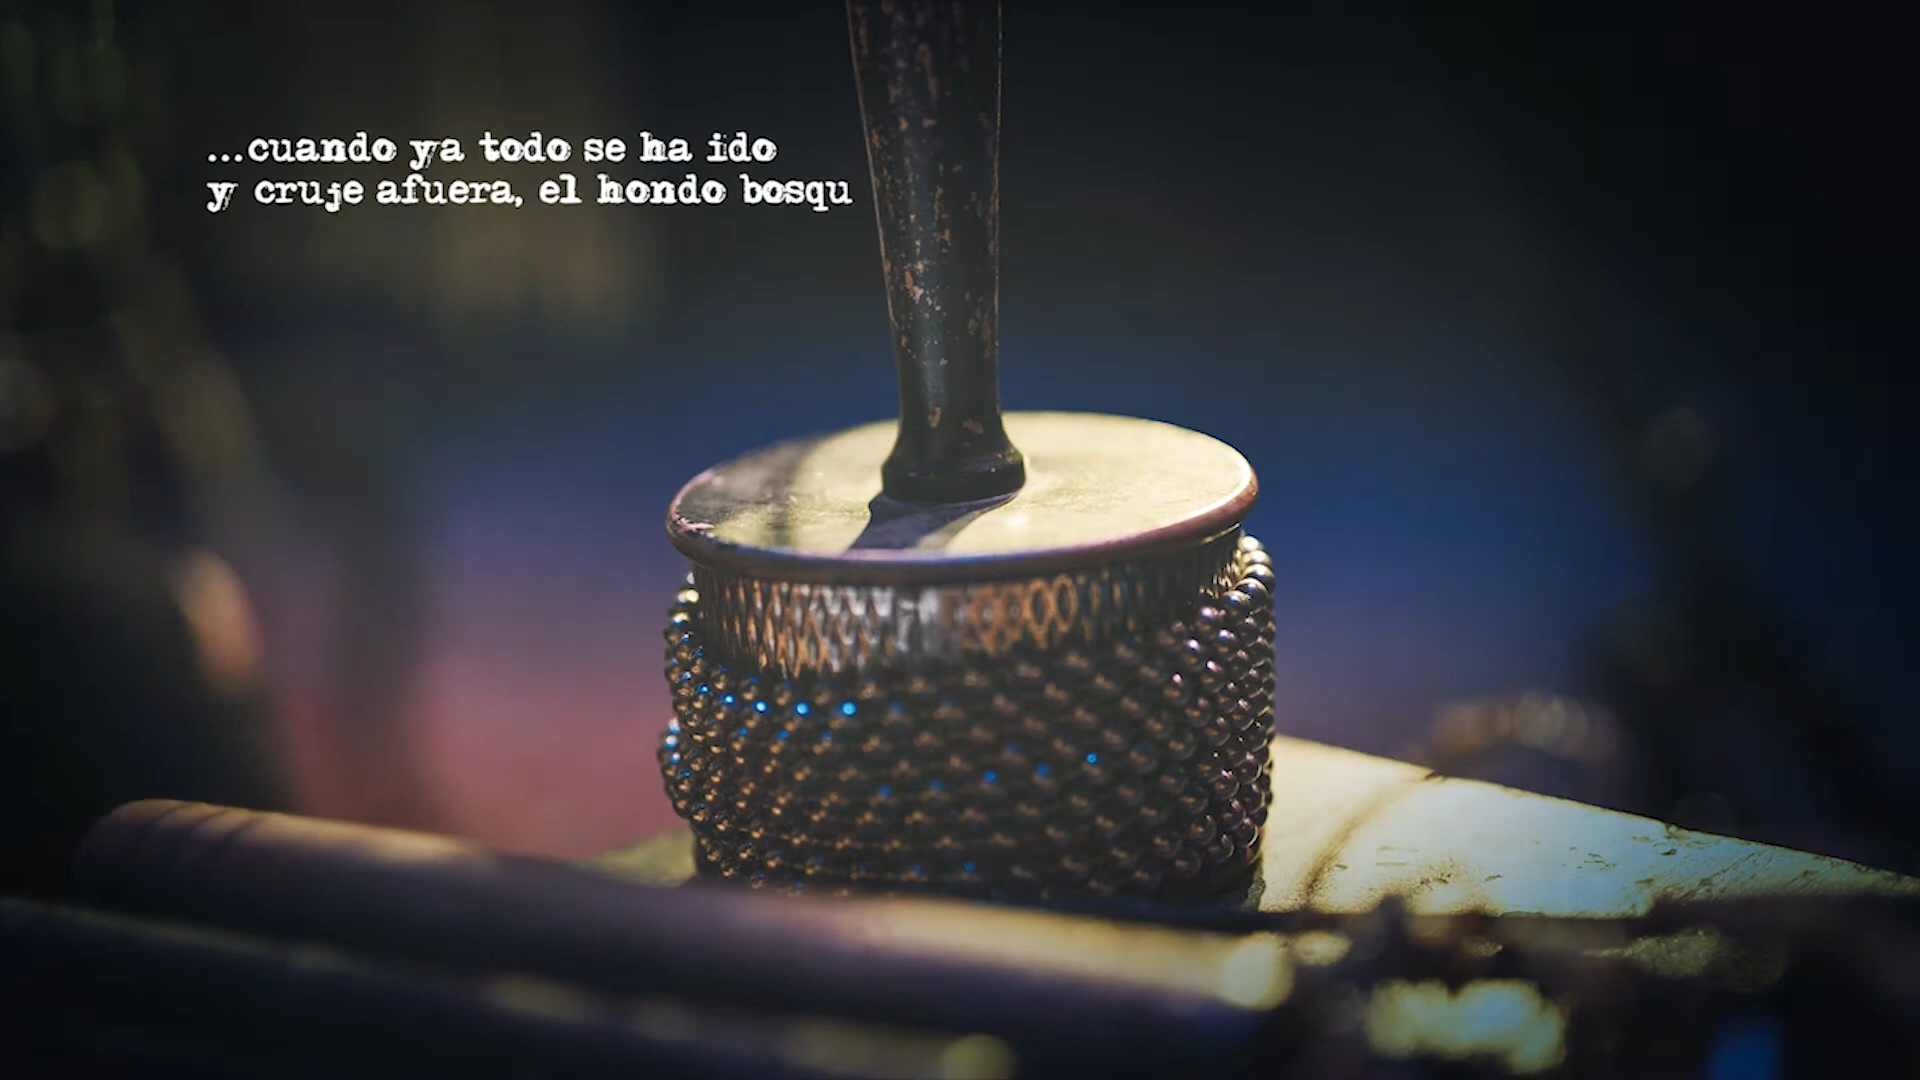 ...cuando ya todo se ha ido
y cruje afuera, el hondo bosqu